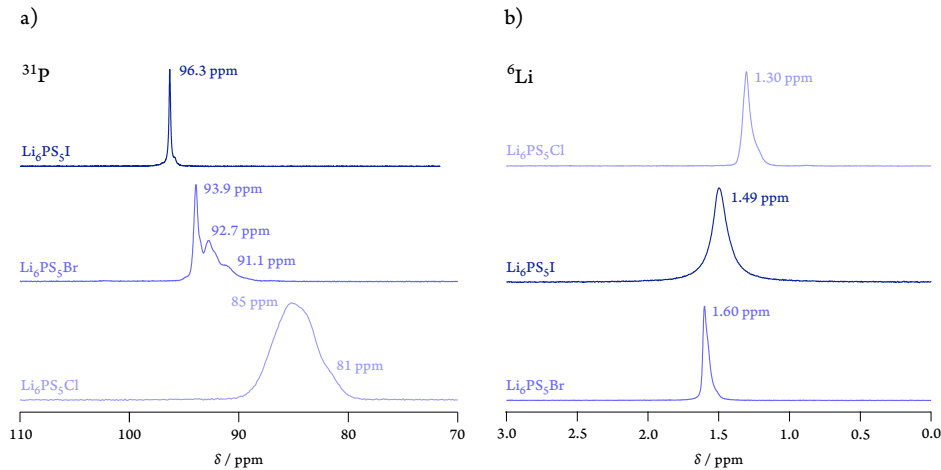 a)
³¹P
96.3 ppm
Li₆PS₅I
93.9 ppm
92.7 ppm
91.1 ppm
Li₆PS₅Br
85 ppm
81 ppm
Li₆PS₅Cl
110 100 90 80 70
δ / ppm
b)
⁶Li
1.30 ppm
Li₆PS₅Cl
1.49 ppm
Li₆PS₅I
1.60 ppm
Li₆PS₅Br
3.0 2.5 2.0 1.5 1.0 0.5 0.0
δ / ppm